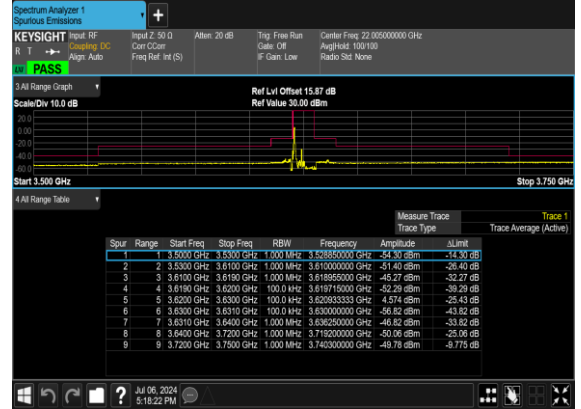 Spectrum Analyzer 1
Spurious Emissions
KEYSIGHT Input: RF Input Z: 50 Ω Atten: 20 dB Trig: Free Run Center Freq: 22.005000000 GHz
R T Coupling: DC Corr CCorr Gate: Off Avg|Hold: 100/100
Align: Auto Freq Ref: Int (S) IF Gain: Low Radio Std: None
PASS
3 All Range Graph Ref Lvl Offset 15.87 dB
Scale/Div 10.0 dB Ref Value 30.00 dBm
20.0
0.00
-20.0
-40.0
-60.0
Start 3.500 GHz Stop 3.750 GHz
4 All Range Table
Measure Trace Trace 1
Trace Type Trace Average (Active)
Spur Range Start Freq Stop Freq RBW Frequency Amplitude ΔLimit
1 1 3.5000 GHz 3.5300 GHz 1.000 MHz 3.528850000 GHz -54.30 dBm -14.30 dB
2 2 3.5300 GHz 3.6100 GHz 1.000 MHz 3.610000000 GHz -51.40 dBm -26.40 dB
3 3 3.6100 GHz 3.6190 GHz 1.000 MHz 3.618955000 GHz -45.27 dBm -32.27 dB
4 4 3.6190 GHz 3.6200 GHz 100.0 kHz 3.619715000 GHz -52.29 dBm -39.29 dB
5 5 3.6200 GHz 3.6300 GHz 100.0 kHz 3.620933333 GHz 4.574 dBm -25.43 dB
6 6 3.6300 GHz 3.6310 GHz 100.0 kHz 3.630000000 GHz -56.82 dBm -43.82 dB
7 7 3.6310 GHz 3.6400 GHz 1.000 MHz 3.636250000 GHz -46.82 dBm -33.82 dB
8 8 3.6400 GHz 3.7200 GHz 1.000 MHz 3.719200000 GHz -50.06 dBm -25.06 dB
9 9 3.7200 GHz 3.7500 GHz 1.000 MHz 3.740300000 GHz -49.78 dBm -9.775 dB
? Jul 06, 2024
5:18:22 PM